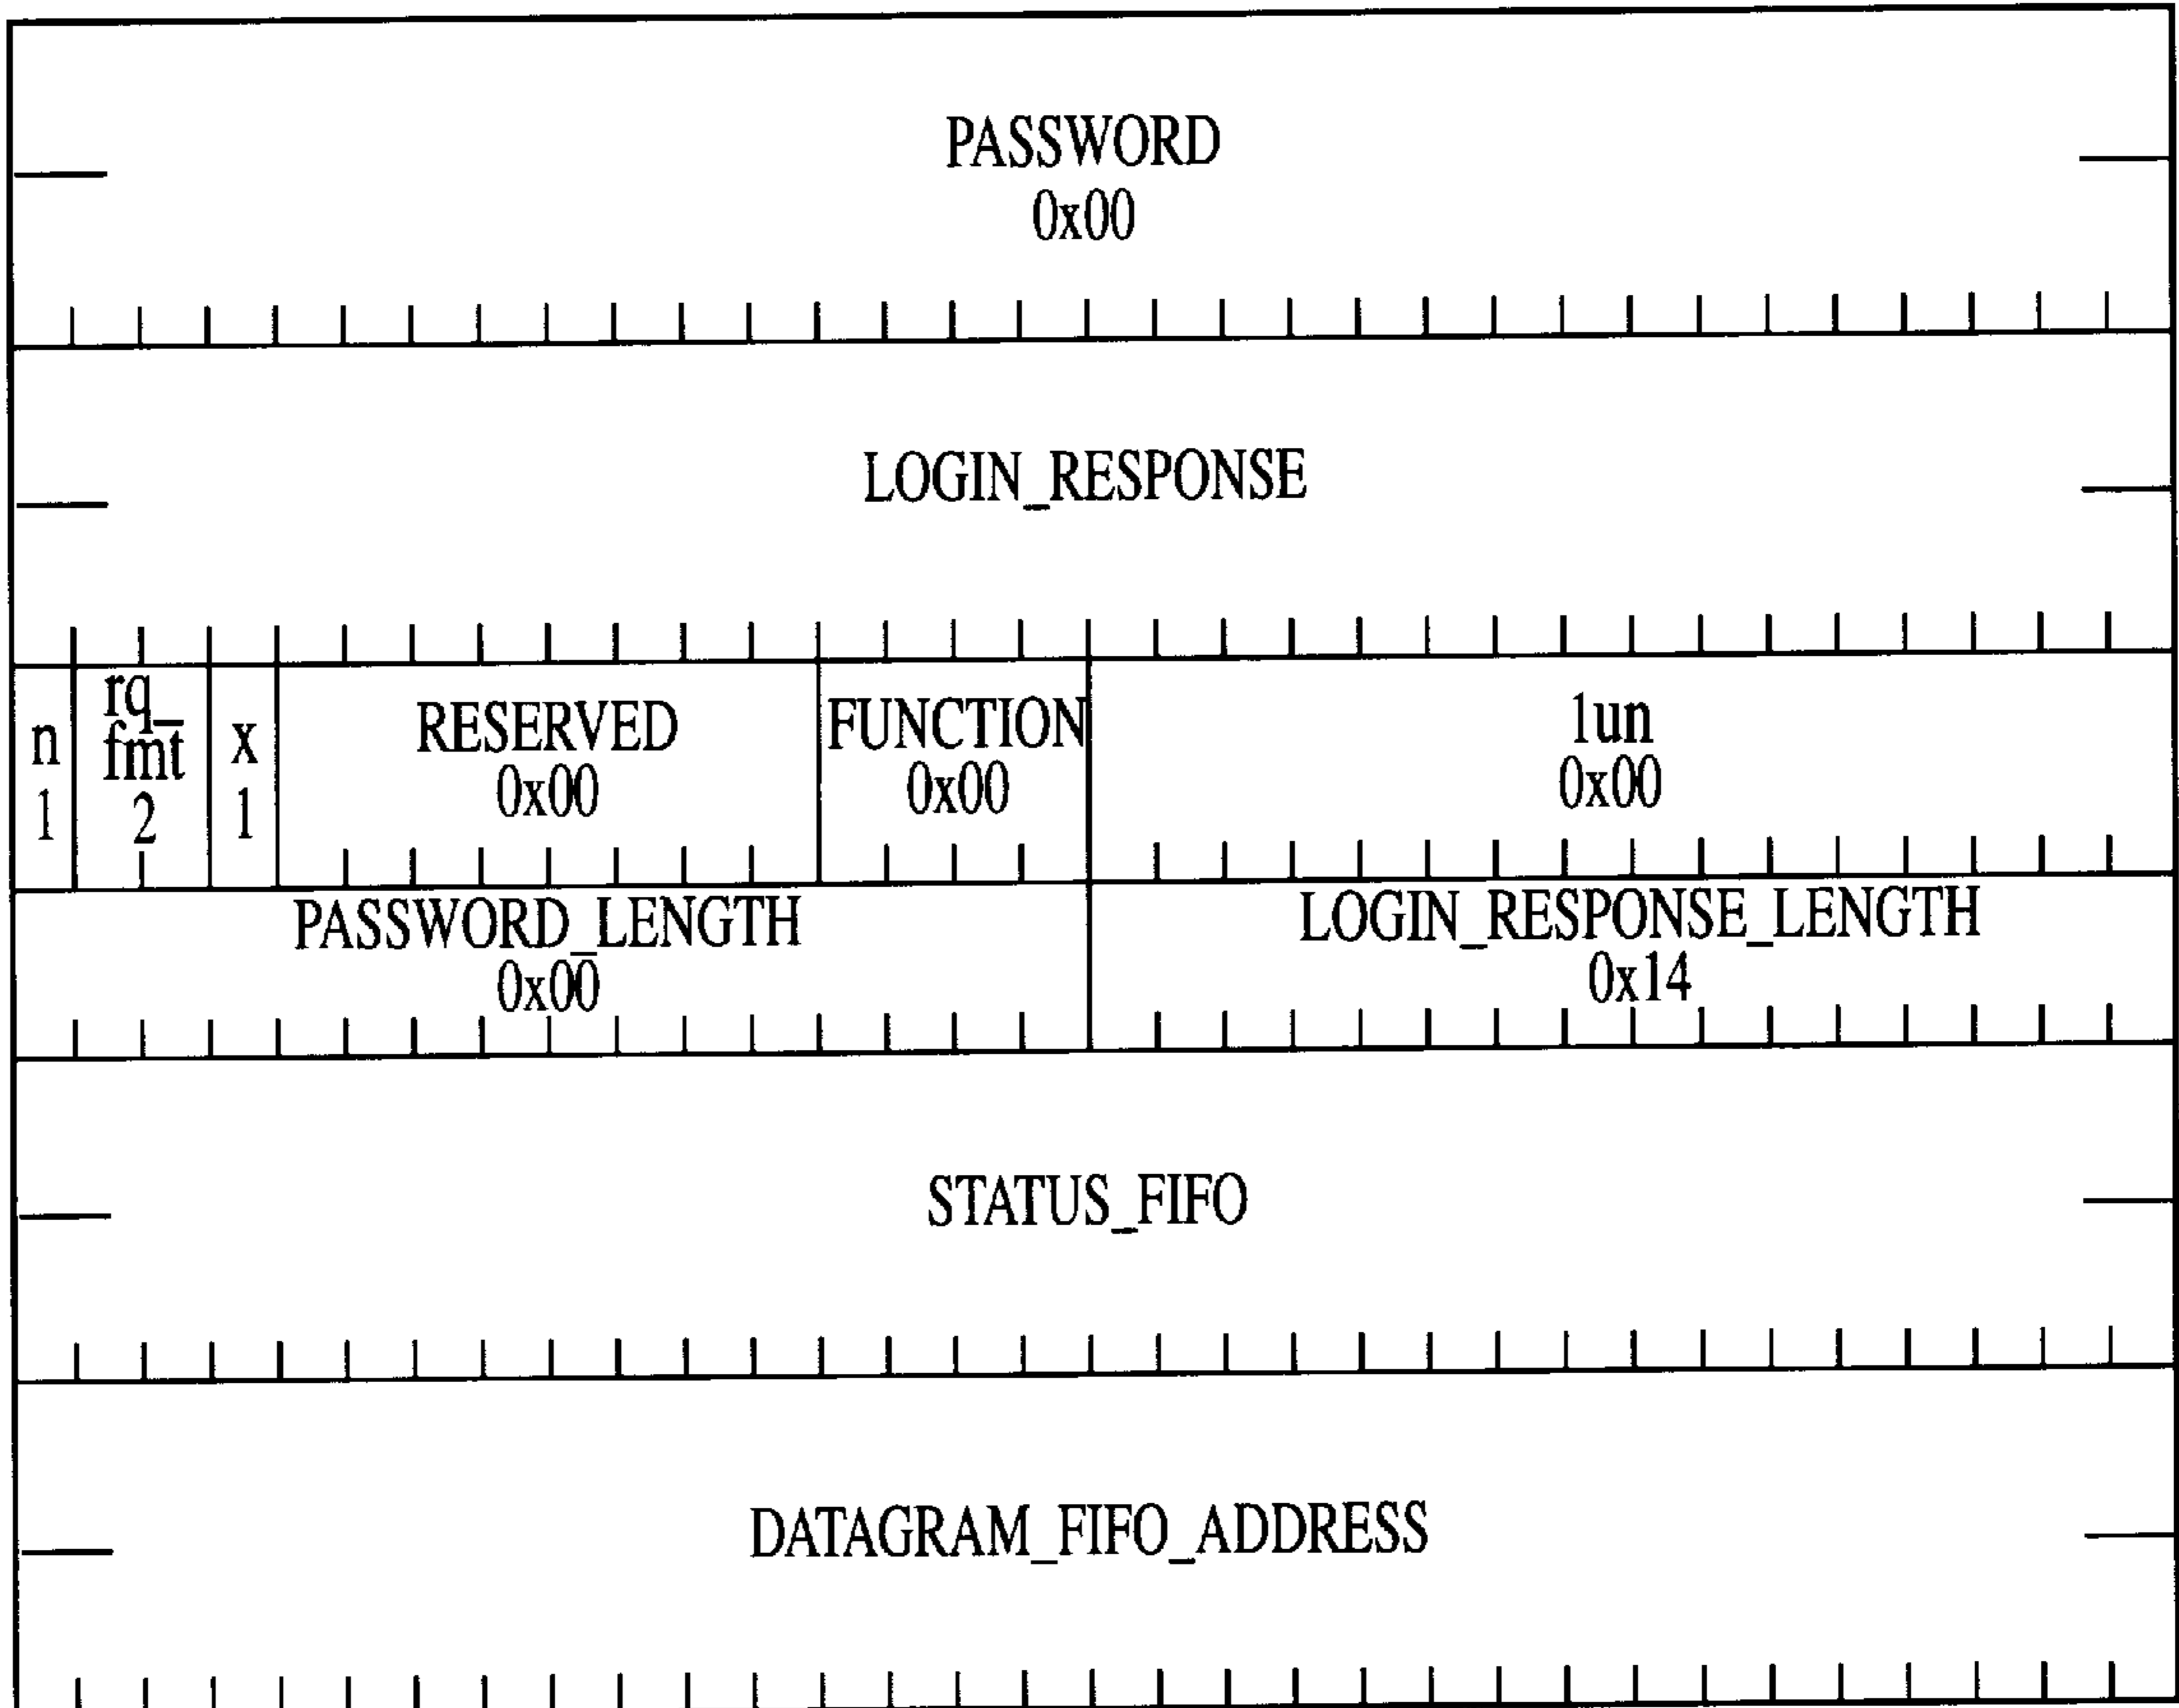 PASSWORD
0x00
LOGIN_RESPONSE
n
1
rq_
fmt
2
x
1
RESERVED
0x00
FUNCTION
0x00
1un
0x00
PASSWORD_LENGTH
0x00
LOGIN_RESPONSE_LENGTH
0x14
STATUS_FIFO
DATAGRAM_FIFO_ADDRESS